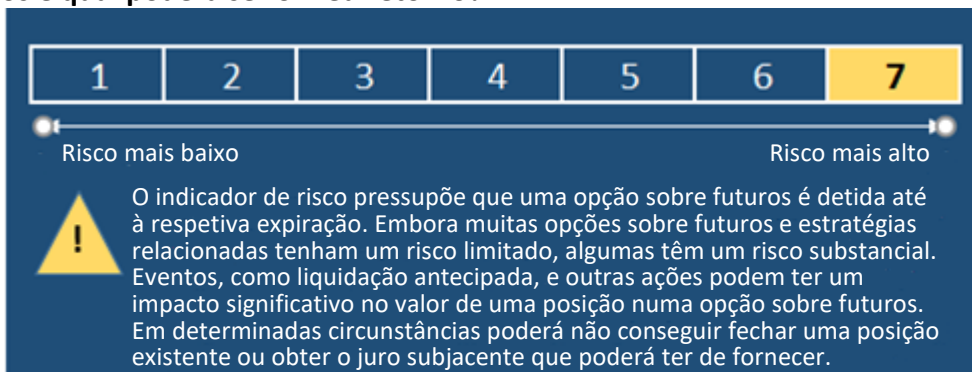 1 2 3 4 5 6 7
Risco mais baixo Risco mais alto
O indicador de risco pressupõe que uma opção sobre futuros é detida até
à respetiva expiração. Embora muitas opções sobre futuros e estratégias
! relacionadas tenham um risco limitado, algumas têm um risco substancial.
Eventos, como liquidação antecipada, e outras ações podem ter um
impacto significativo no valor de uma posição numa opção sobre futuros.
Em determinadas circunstâncias poderá não conseguir fechar uma posição
existente ou obter o juro subjacente que poderá ter de fornecer.